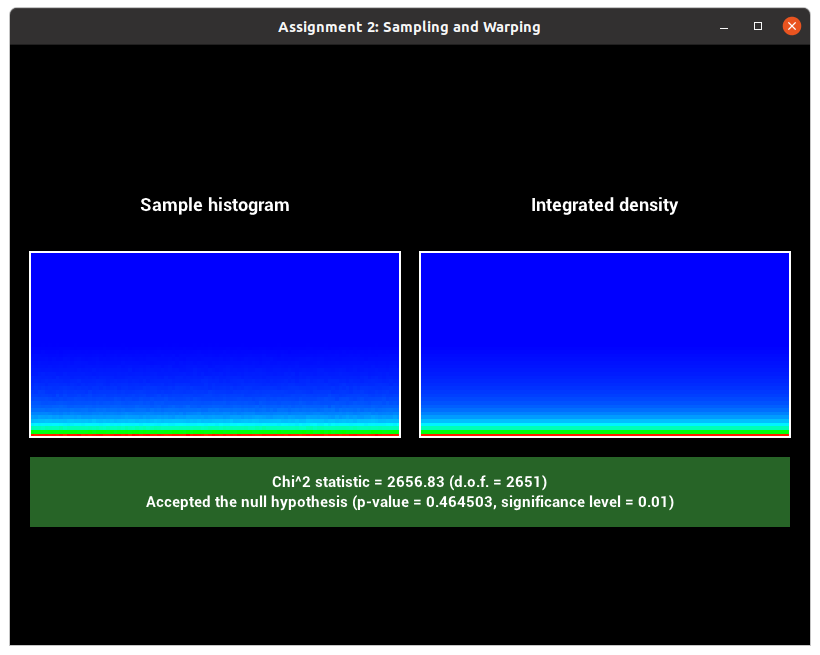 Assignment 2: Sampling and Warping
Sample histogram
Integrated density
Chi^2 statistic = 2656.83 (d.o.f. = 2651)
Accepted the null hypothesis (p-value = 0.464503, significance level = 0.01)